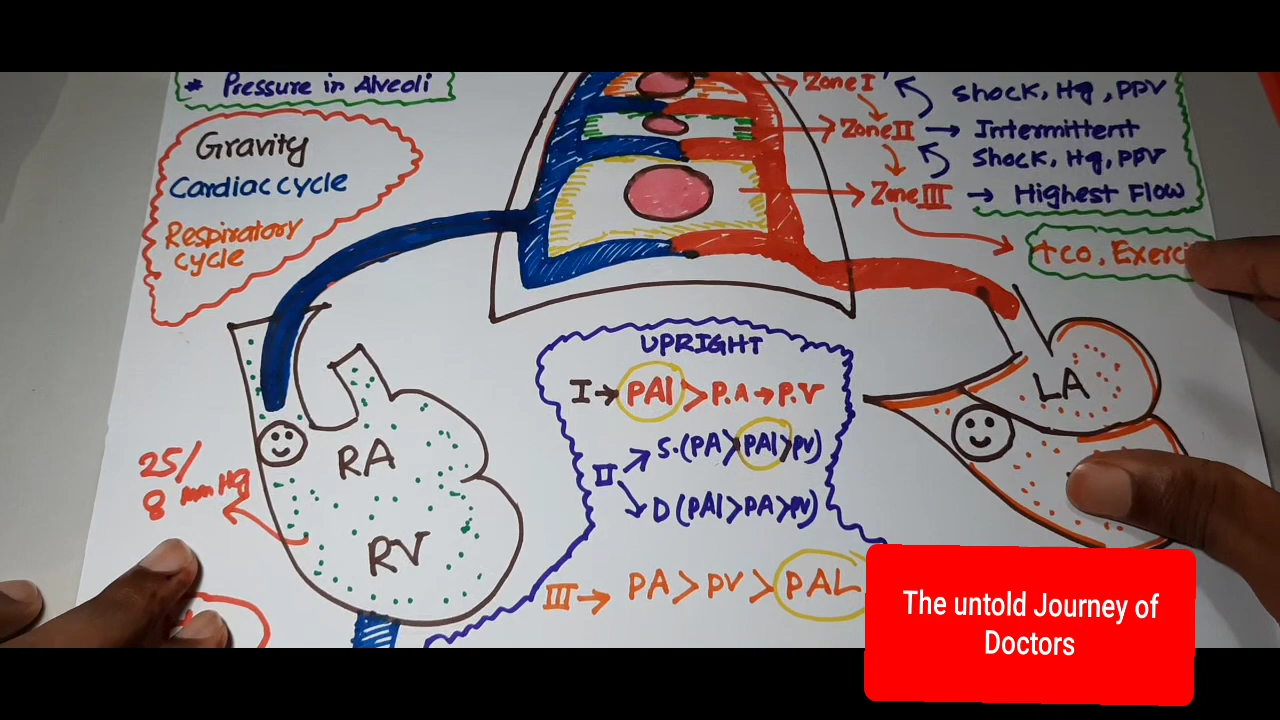 * Pressure in Alveoli
Gravity
Cardiac cycle
Respiratory
cycle
Zone I
Shock, Hg, PPV
Zone II → Intermittent
Shock, Hg, PPV
Zone III → Highest Flow
↑CO, Exerci
UPRIGHT
I → PAl > P.A → P.V
II
S.(PA > PAl > PV)
D (PAl > PA > PV)
III → PA > PV > PAL
25/
8 mmHg
RA
RV
LA
The untold Journey of
Doctors